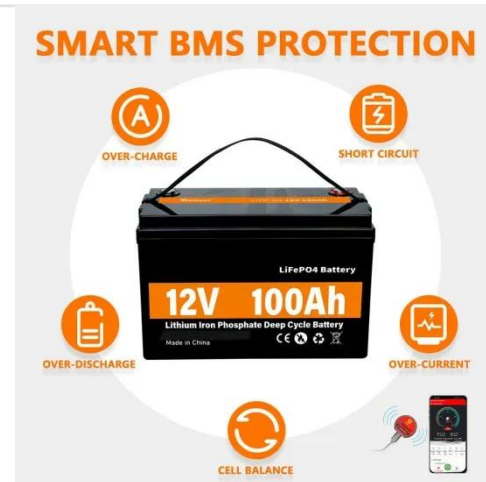 SMART BMS PROTECTION
OVER-CHARGE
SHORT CIRCUIT
LiFePO4 Battery
12V 100Ah
Lithium Iron Phosphate Deep Cycle Battery
Made in China
CE
OVER-DISCHARGE
OVER-CURRENT
CELL BALANCE